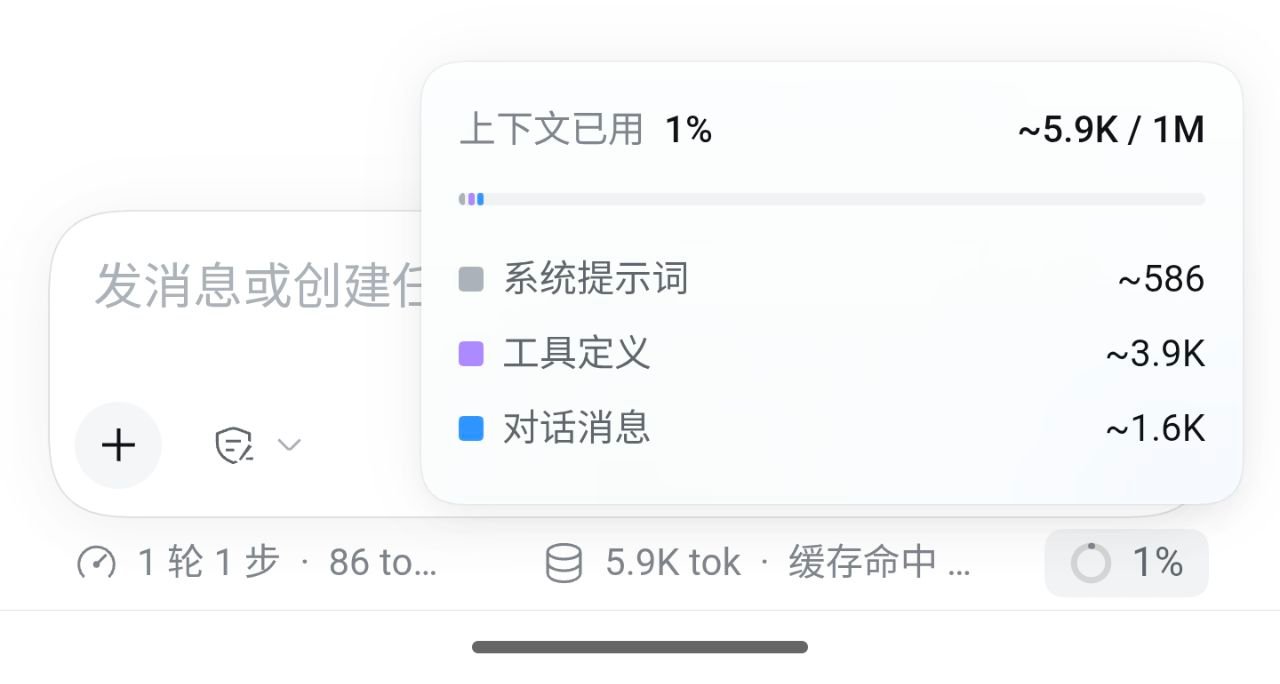 上下文已用 1% ~5.9K / 1M
系统提示词 ~586
工具定义 ~3.9K
对话消息 ~1.6K
发消息或创建任
1 轮 1 步 · 86 to... 5.9K tok · 缓存命中 ... 1%